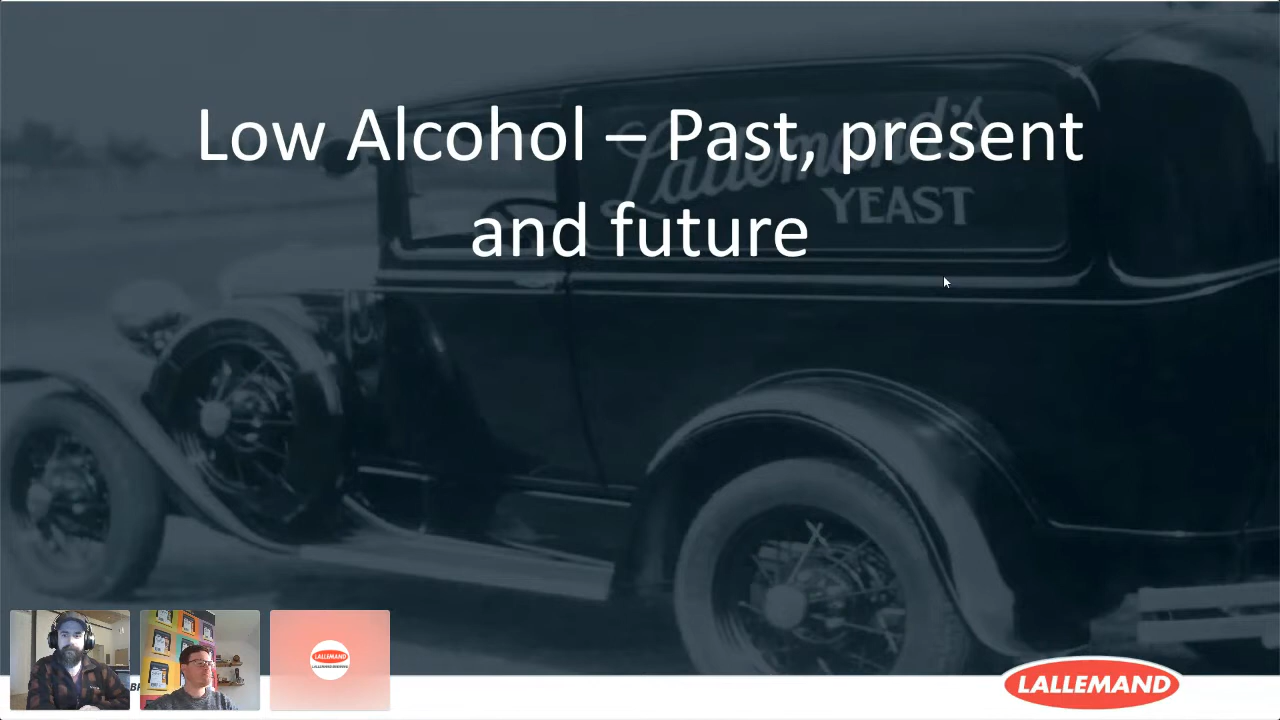 Low Alcohol – Past, present
and future
Lallemand's
YEAST
LALLEMAND
LALLEMAND